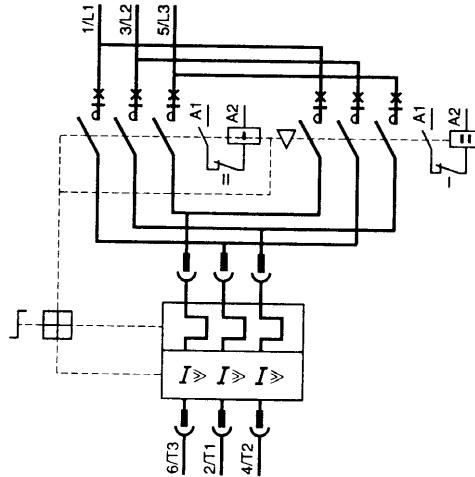 1/L1
3/L2
5/L3
A1
A2
A1
A2
I >>
I >>
I >>
6/T3
2/T1
4/T2